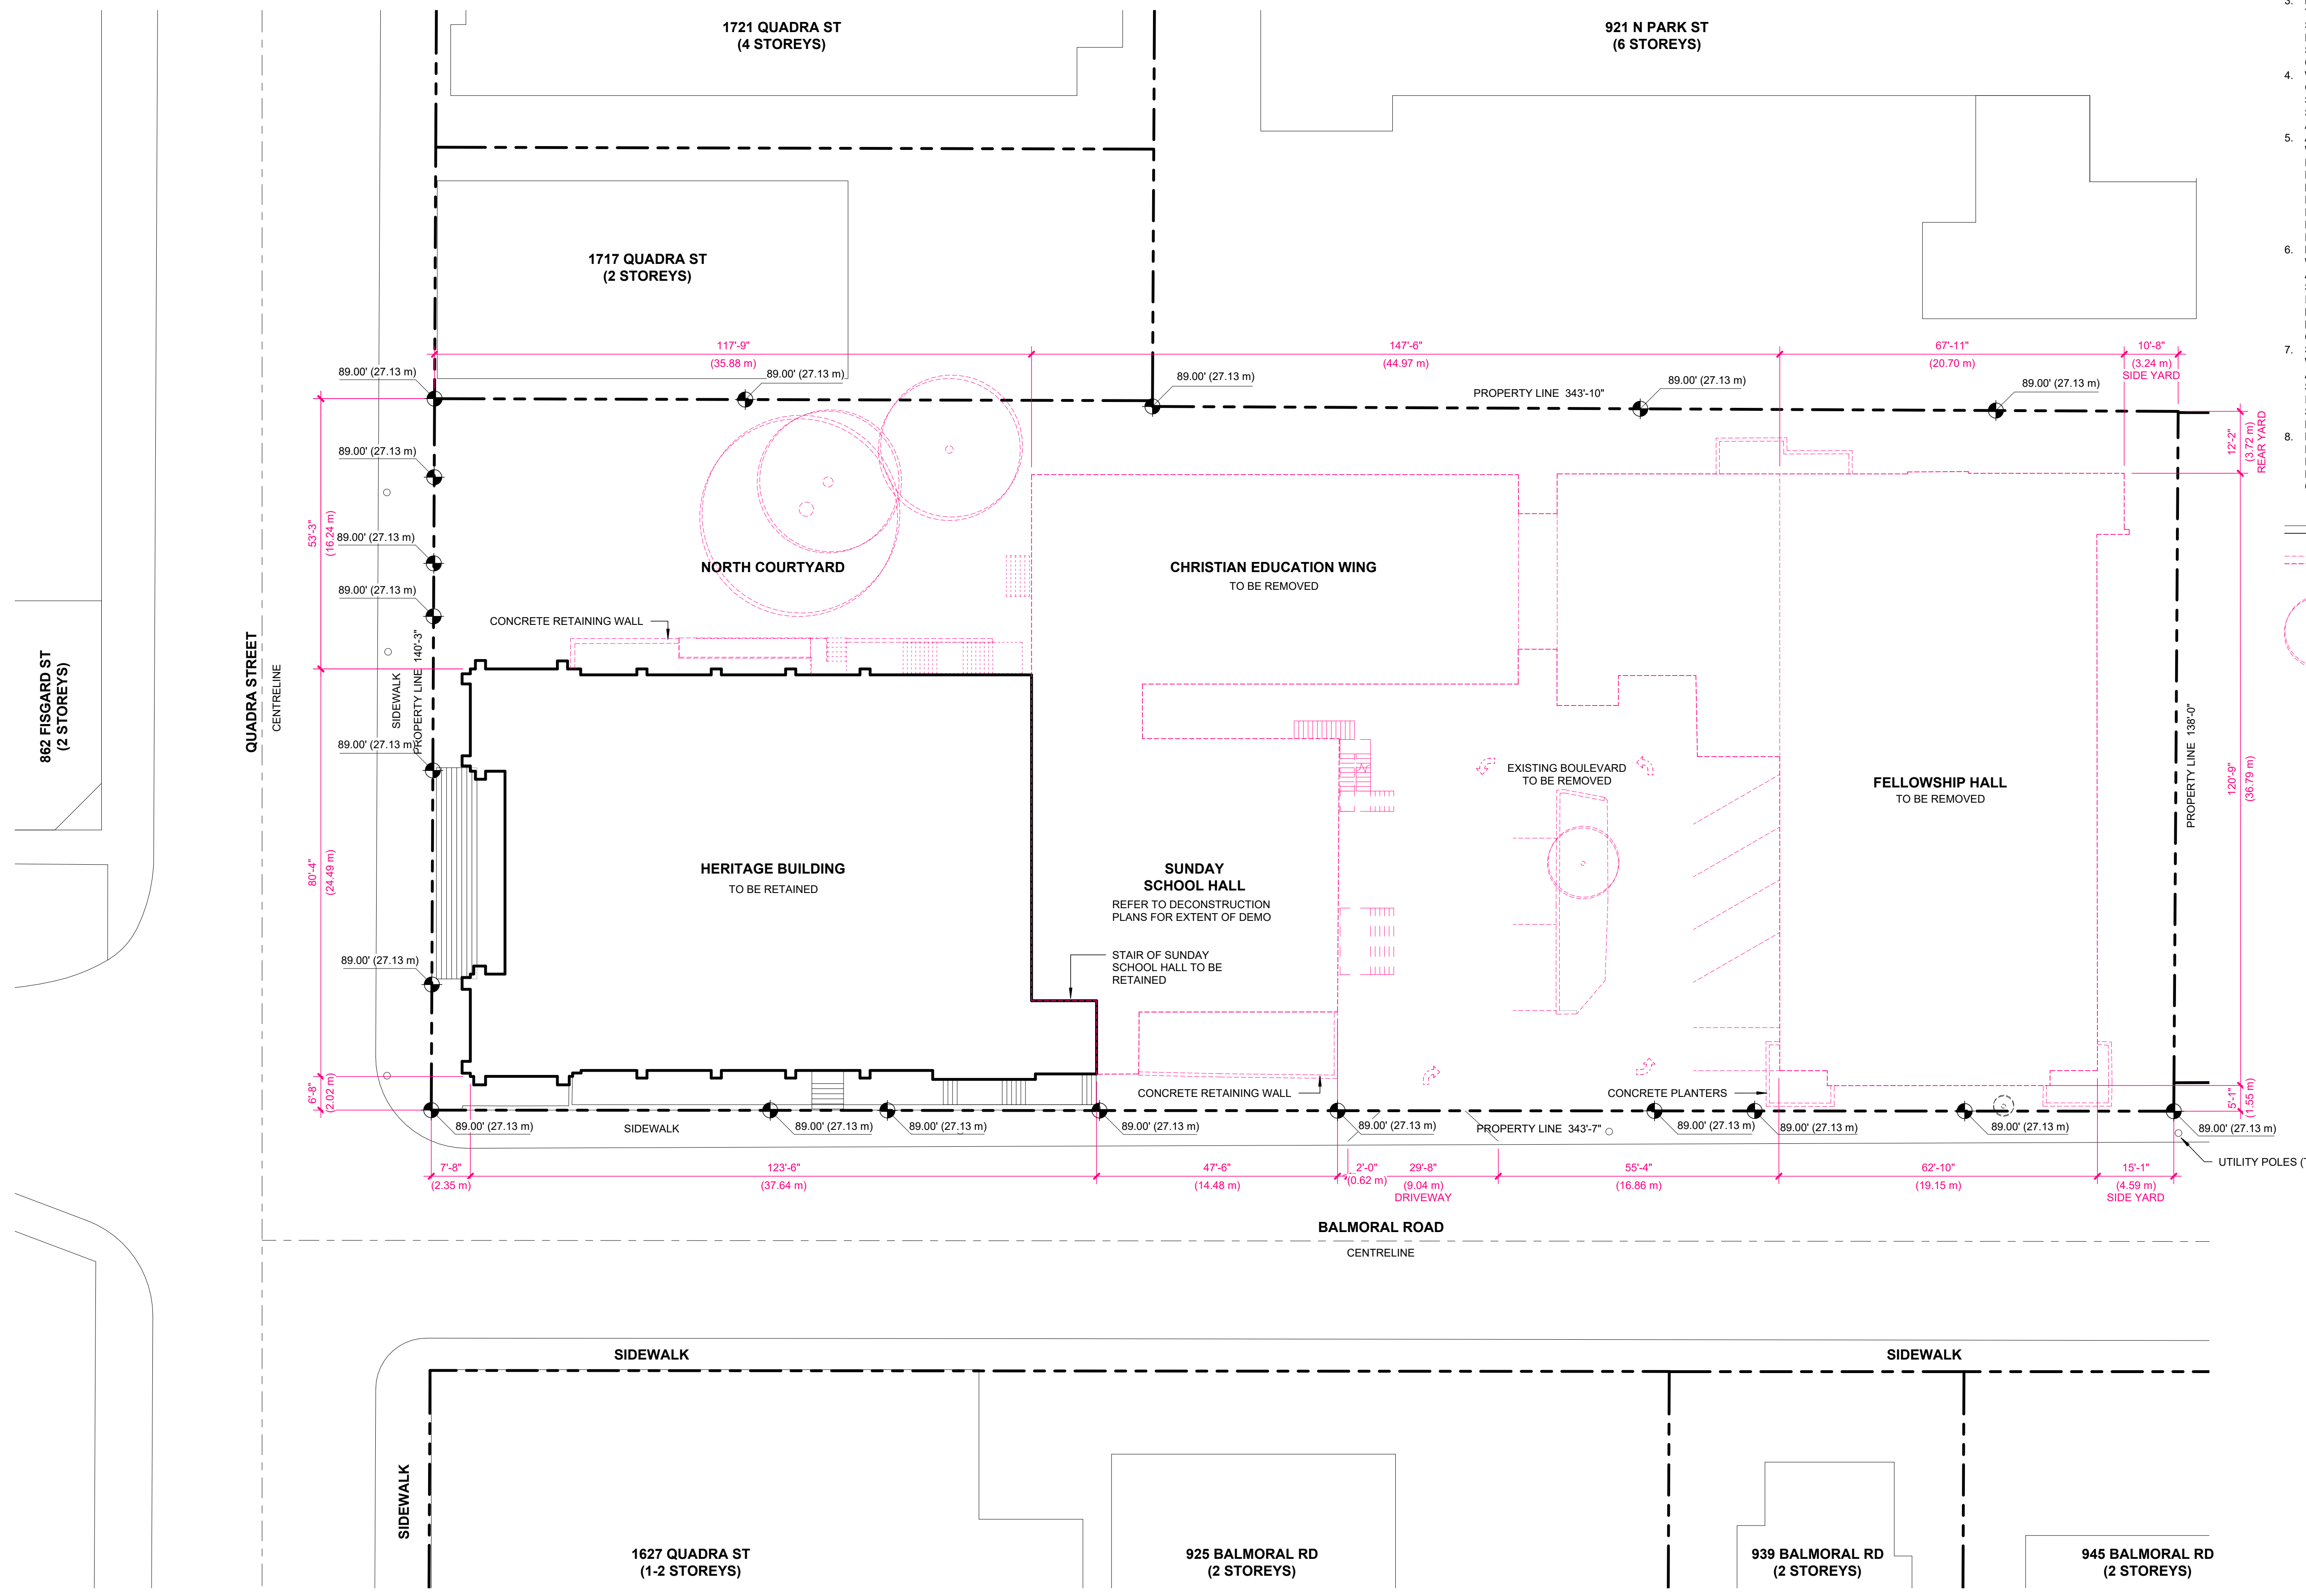 1721 QUADRA ST
(4 STOREYS)
921 N PARK ST
(6 STOREYS)
3.
4.
5.
6.
7.
8.
1717 QUADRA ST
(2 STOREYS)
117'-9"
(35.88 m)
147'-6"
(44.97 m)
67'-11"
(20.70 m)
10'-8"
(3.24 m)
SIDE YARD
89.00' (27.13 m)
89.00' (27.13 m)
89.00' (27.13 m)
PROPERTY LINE 343'-10"
89.00' (27.13 m)
89.00' (27.13 m)
12'-2"
(3.72 m)
REAR YARD
89.00' (27.13 m)
53'-3"
(16.24 m)
89.00' (27.13 m)
89.00' (27.13 m)
NORTH COURTYARD
CHRISTIAN EDUCATION WING
TO BE REMOVED
CONCRETE RETAINING WALL
862 FISGARD ST
(2 STOREYS)
QUADRA STREET
CENTRELINE
SIDEWALK
PROPERTY LINE 140'-3"
89.00' (27.13 m)
EXISTING BOULEVARD
TO BE REMOVED
FELLOWSHIP HALL
TO BE REMOVED
PROPERTY LINE 138'-0"
120'-9"
(36.79 m)
80'-4"
(24.49 m)
HERITAGE BUILDING
TO BE RETAINED
SUNDAY
SCHOOL HALL
REFER TO DECONSTRUCTION
PLANS FOR EXTENT OF DEMO
STAIR OF SUNDAY
SCHOOL HALL TO BE
RETAINED
89.00' (27.13 m)
6'-8"
(2.02 m)
CONCRETE RETAINING WALL
CONCRETE PLANTERS
5'-1"
(1.55 m)
89.00' (27.13 m)
SIDEWALK
89.00' (27.13 m)
89.00' (27.13 m)
89.00' (27.13 m)
89.00' (27.13 m)
PROPERTY LINE 343'-7"
89.00' (27.13 m)
89.00' (27.13 m)
89.00' (27.13 m)
89.00' (27.13 m)
UTILITY POLES (
7'-8"
(2.35 m)
123'-6"
(37.64 m)
47'-6"
(14.48 m)
2'-0"
(0.62 m)
29'-8"
(9.04 m)
DRIVEWAY
55'-4"
(16.86 m)
62'-10"
(19.15 m)
15'-1"
(4.59 m)
SIDE YARD
BALMORAL ROAD
CENTRELINE
SIDEWALK
SIDEWALK
SIDEWALK
1627 QUADRA ST
(1-2 STOREYS)
925 BALMORAL RD
(2 STOREYS)
939 BALMORAL RD
(2 STOREYS)
945 BALMORAL RD
(2 STOREYS)